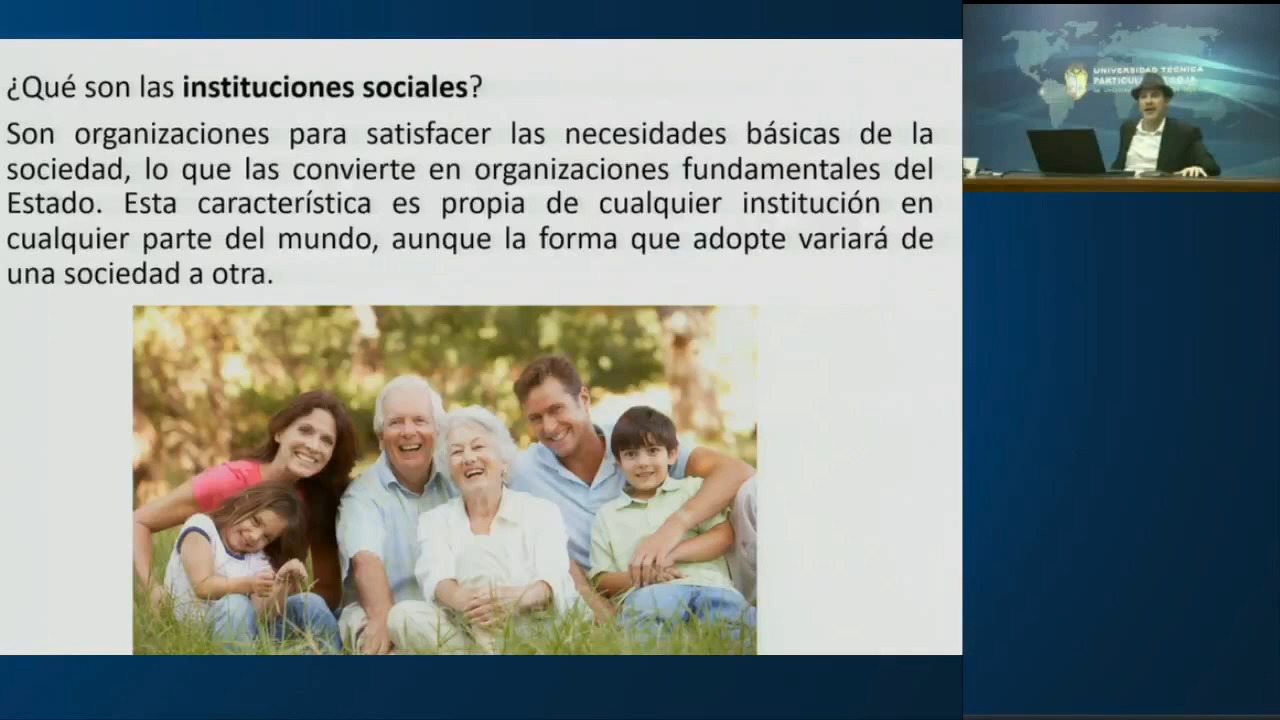 ¿Qué son las instituciones sociales?
Son organizaciones para satisfacer las necesidades básicas de la
sociedad, lo que las convierte en organizaciones fundamentales del
Estado. Esta característica es propia de cualquier institución en
cualquier parte del mundo, aunque la forma que adopte variará de
una sociedad a otra.
UNIVERSIDAD TÉCNICA